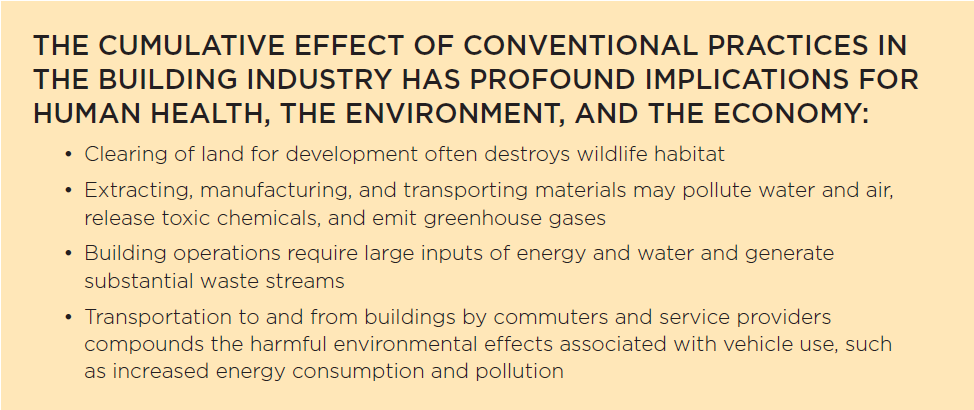 THE CUMULATIVE EFFECT OF CONVENTIONAL PRACTICES IN
THE BUILDING INDUSTRY HAS PROFOUND IMPLICATIONS FOR
HUMAN HEALTH, THE ENVIRONMENT, AND THE ECONOMY:
• Clearing of land for development often destroys wildlife habitat
• Extracting, manufacturing, and transporting materials may pollute water and air,
release toxic chemicals, and emit greenhouse gases
• Building operations require large inputs of energy and water and generate
substantial waste streams
• Transportation to and from buildings by commuters and service providers
compounds the harmful environmental effects associated with vehicle use, such
as increased energy consumption and pollution